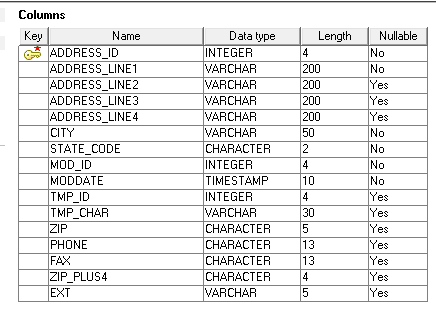 Columns
Key Name Data type Length Nullable
ADDRESS_ID INTEGER 4 No
ADDRESS_LINE1 VARCHAR 200 No
ADDRESS_LINE2 VARCHAR 200 Yes
ADDRESS_LINE3 VARCHAR 200 Yes
ADDRESS_LINE4 VARCHAR 200 Yes
CITY VARCHAR 50 No
STATE_CODE CHARACTER 2 No
MOD_ID INTEGER 4 No
MODDATE TIMESTAMP 10 No
TMP_ID INTEGER 4 Yes
TMP_CHAR VARCHAR 30 Yes
ZIP CHARACTER 5 Yes
PHONE CHARACTER 13 Yes
FAX CHARACTER 13 Yes
ZIP_PLUS4 CHARACTER 4 Yes
EXT VARCHAR 5 Yes